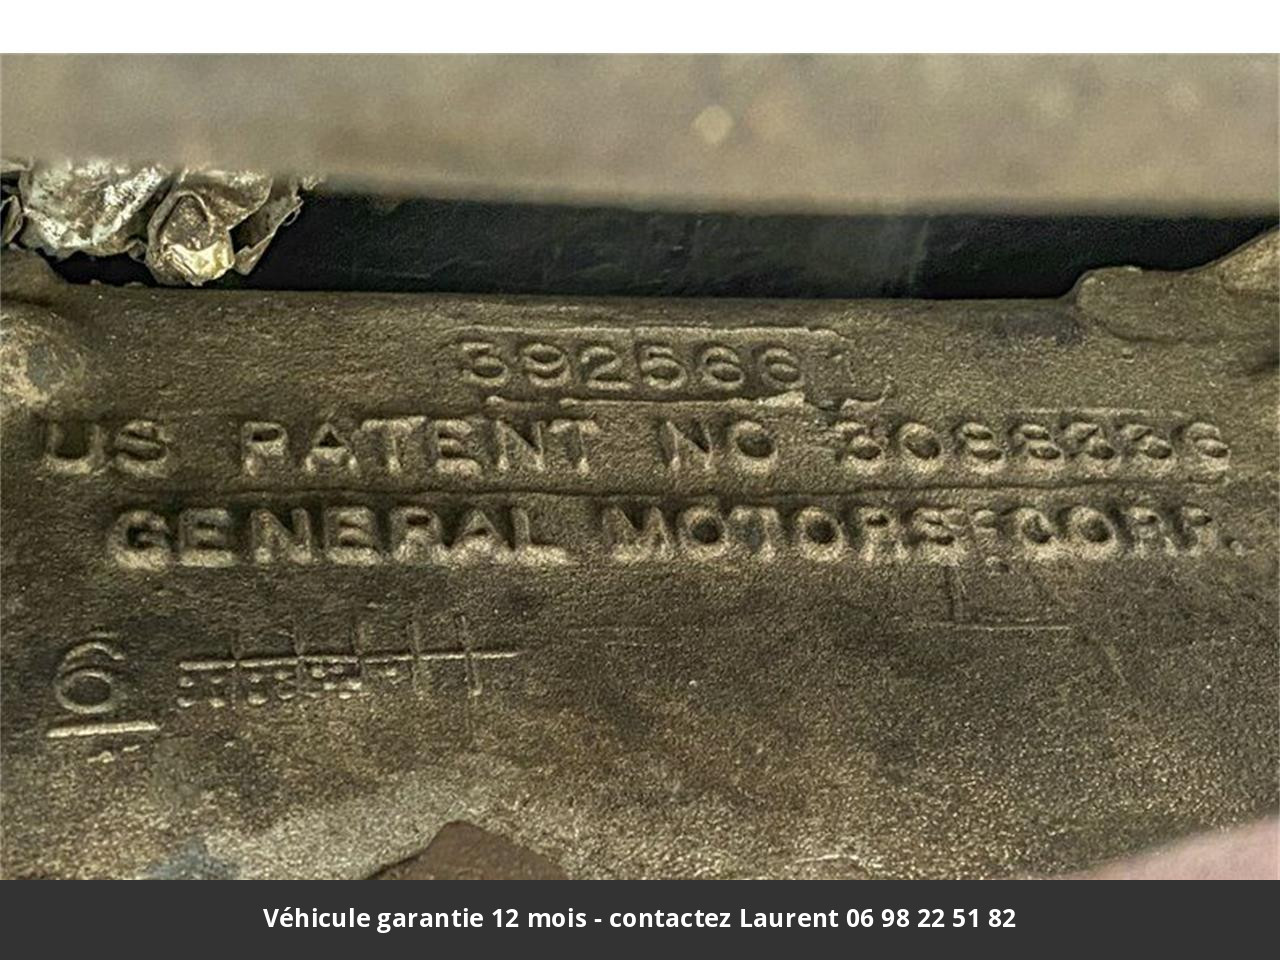 3925661
US PATENT NO 3088336
GENERAL MOTORS CORP.
6
Véhicule garantie 12 mois - contactez Laurent 06 98 22 51 82